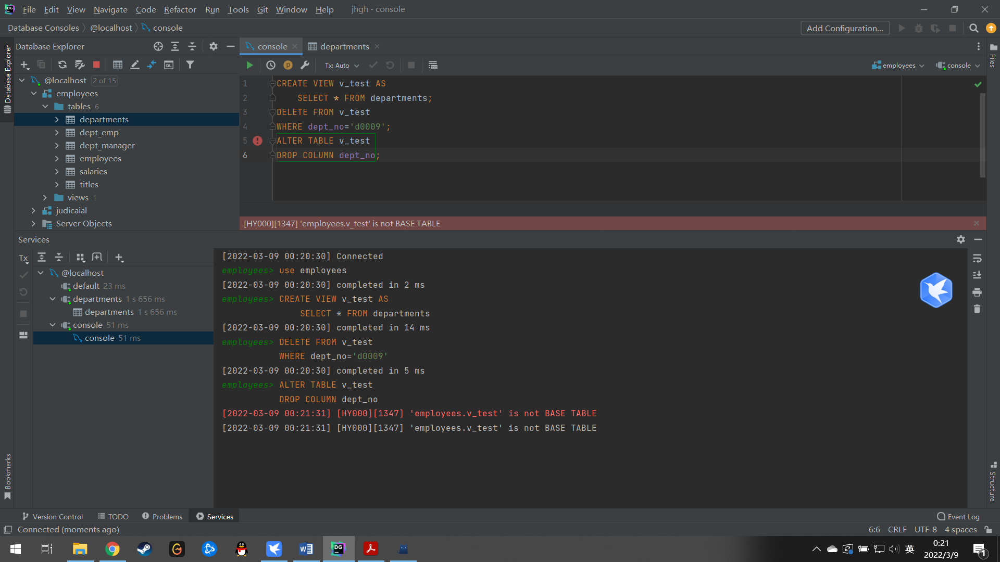 File Edit View Navigate Code Refactor Run Tools Git Window Help jhgh - console
Database Consoles @localhost console
Add Configuration...
Database Explorer
console
departments
Tx: Auto
employees
console
@localhost 2 of 15
employees
tables 6
departments
dept_emp
dept_manager
employees
salaries
titles
views 1
judicaial
Server Objects
1 CREATE VIEW v_test AS
2 SELECT * FROM departments;
3 DELETE FROM v_test
4 WHERE dept_no='d0009';
5 ALTER TABLE v_test
6 DROP COLUMN dept_no;
[HY000][1347] 'employees.v_test' is not BASE TABLE
Database Explorer
Files
Services
Tx
@localhost
default 23 ms
departments 1 s 656 ms
departments 1 s 656 ms
console 51 ms
console 51 ms
[2022-03-09 00:20:30] Connected
employees> use employees
[2022-03-09 00:20:30] completed in 2 ms
employees> CREATE VIEW v_test AS
SELECT * FROM departments
[2022-03-09 00:20:30] completed in 14 ms
employees> DELETE FROM v_test
WHERE dept_no='d0009'
[2022-03-09 00:20:30] completed in 5 ms
employees> ALTER TABLE v_test
DROP COLUMN dept_no
[2022-03-09 00:21:31] [HY000][1347] 'employees.v_test' is not BASE TABLE
[2022-03-09 00:21:31] [HY000][1347] 'employees.v_test' is not BASE TABLE
Bookmarks
Structure
Version Control TODO Problems Services
Event Log
Connected (moments ago)
6:6 CRLF UTF-8 4 spaces
DG
英
0:21
2022/3/9
1